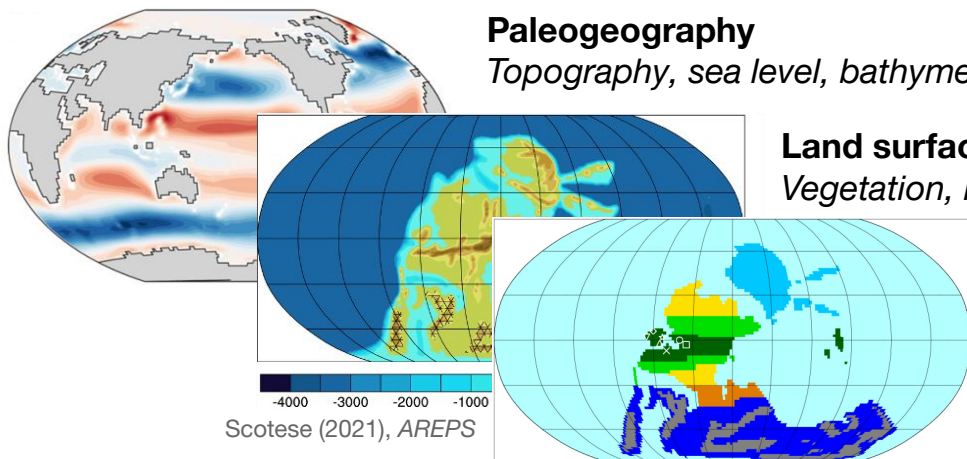 Paleogeography
Topography, sea level, bathyme
Land surfac
Vegetation,
-4000 -3000 -2000 -1000
Scotese (2021), AREPS